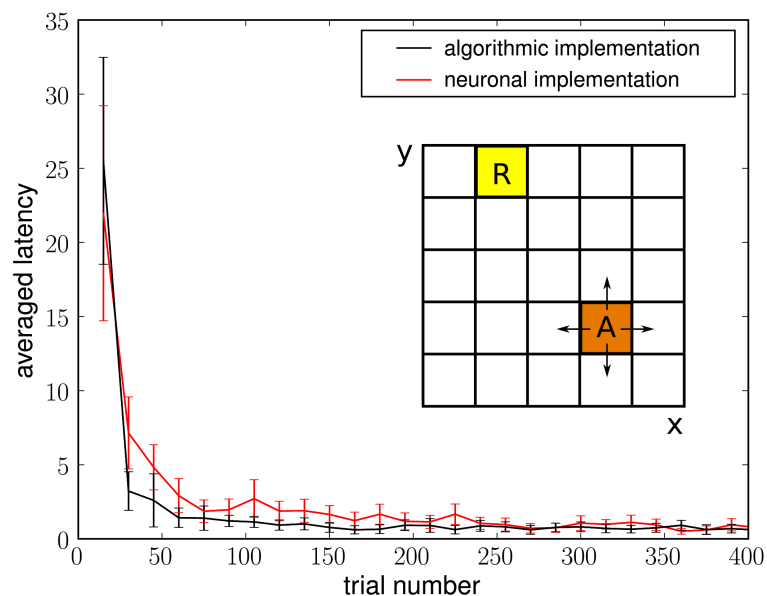 35
30
25
20
15
10
5
0
averaged latency
algorithmic implementation
neuronal implementation
y
R
A
x
0
50
100
150
200
250
300
350
400
trial number